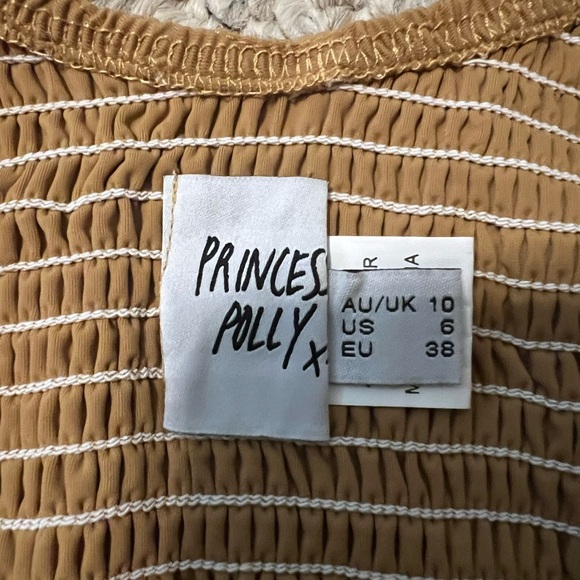 PRINCESS
POLLY x
AU/UK 10
US 6
EU 38